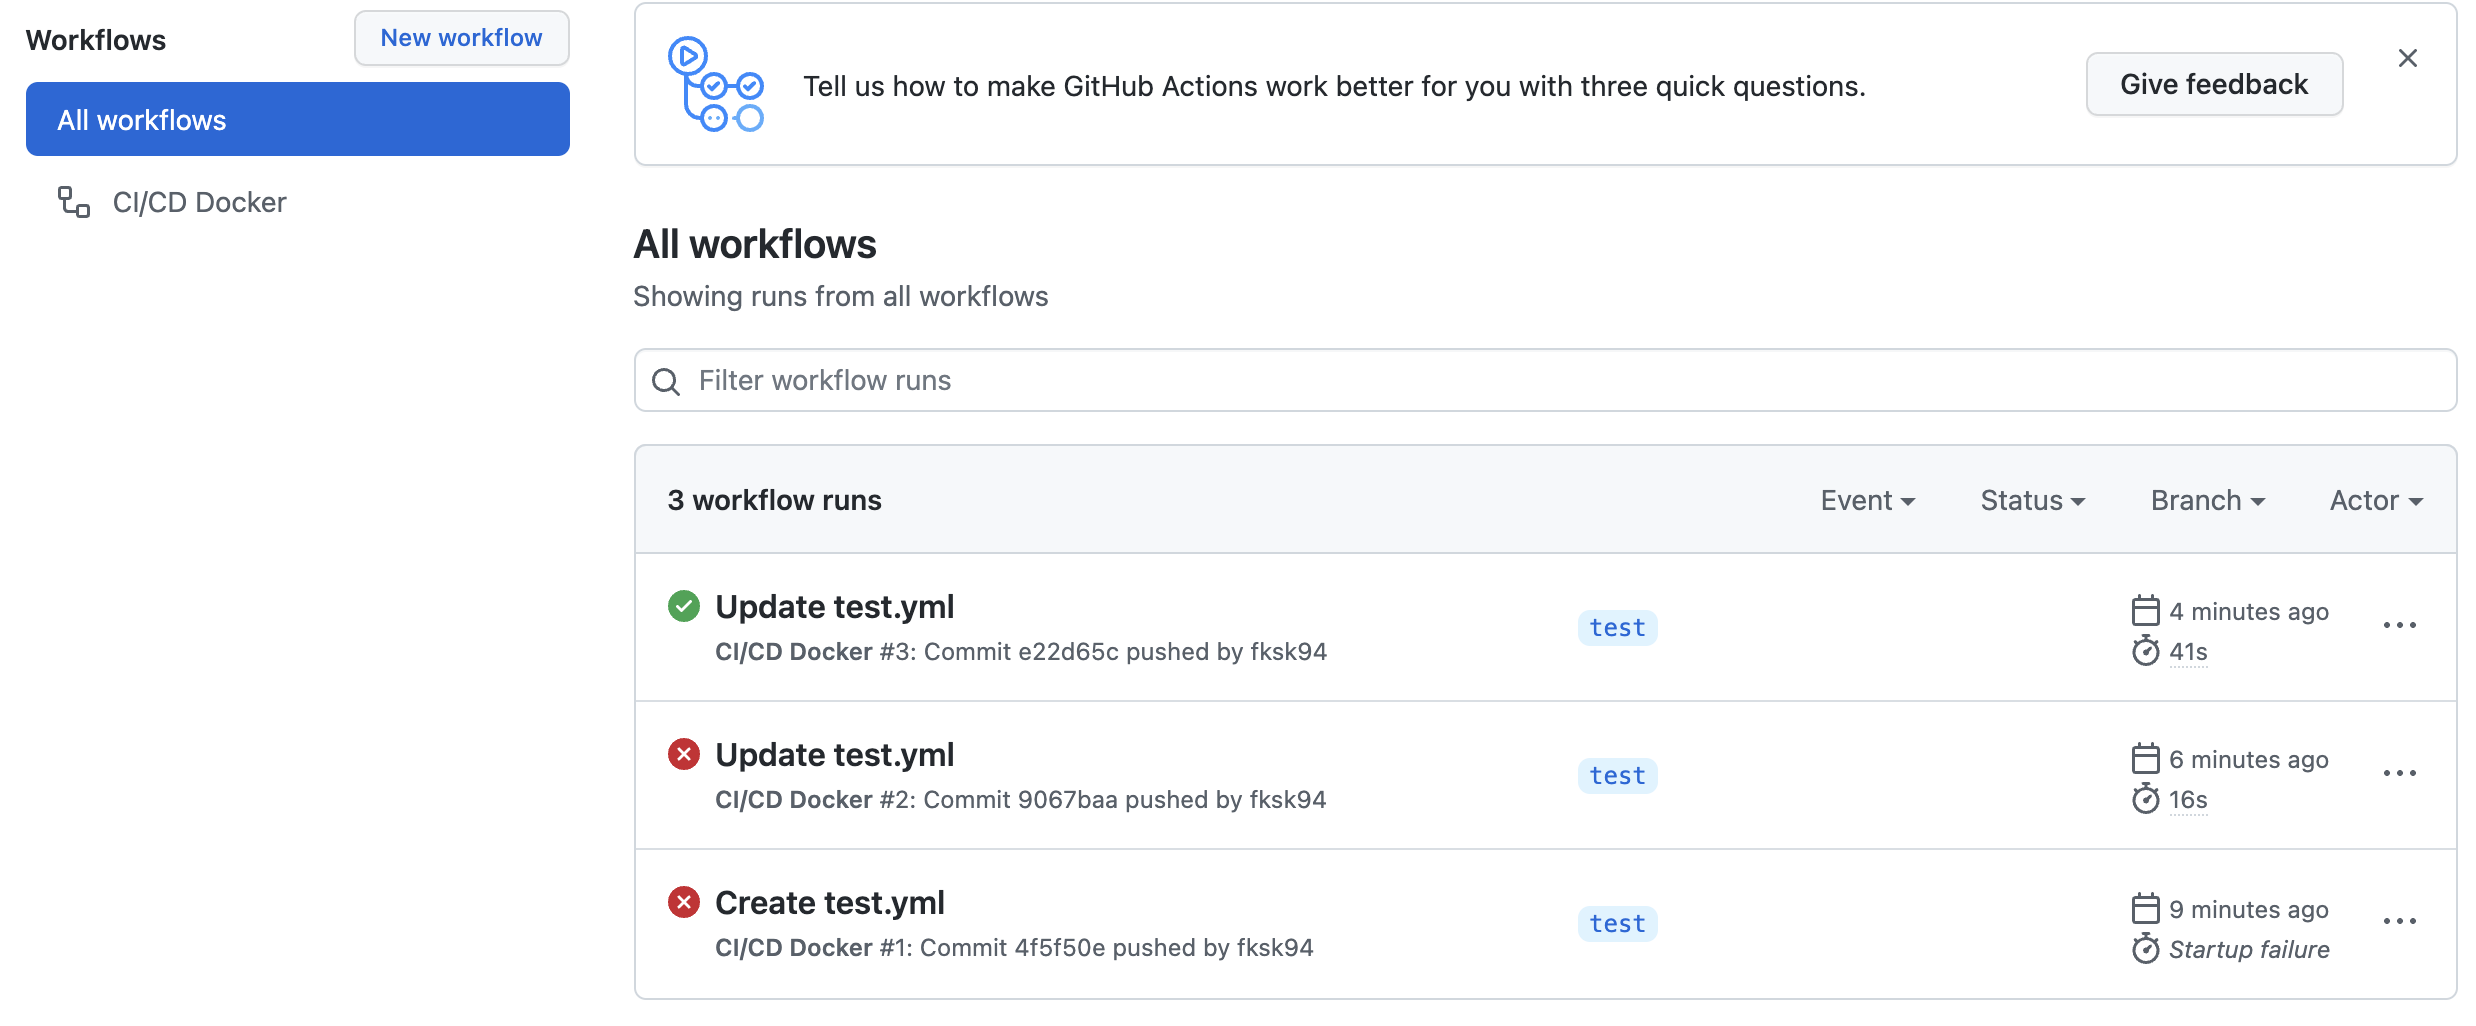 Workflows
New workflow
All workflows
CI/CD Docker
Tell us how to make GitHub Actions work better for you with three quick questions.
Give feedback
All workflows
Showing runs from all workflows
Filter workflow runs
3 workflow runs
Event
Status
Branch
Actor
Update test.yml
CI/CD Docker #3: Commit e22d65c pushed by fksk94
test
4 minutes ago
41s
Update test.yml
CI/CD Docker #2: Commit 9067baa pushed by fksk94
test
6 minutes ago
16s
Create test.yml
CI/CD Docker #1: Commit 4f5f50e pushed by fksk94
test
9 minutes ago
Startup failure